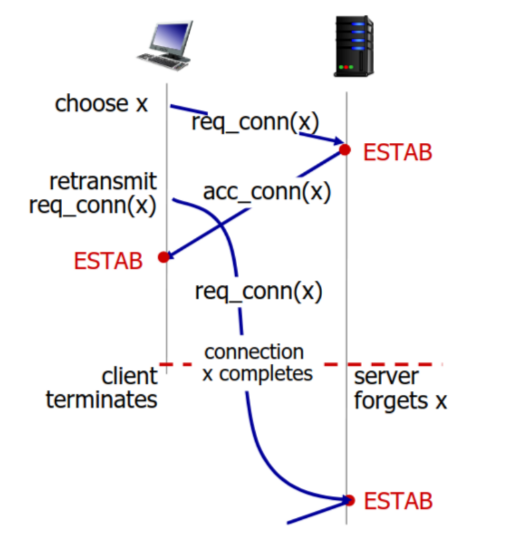 choose x
req_conn(x)
ESTAB
retransmit
req_conn(x)
acc_conn(x)
ESTAB
req_conn(x)
connection
x completes
client
terminates
server
forgets x
ESTAB